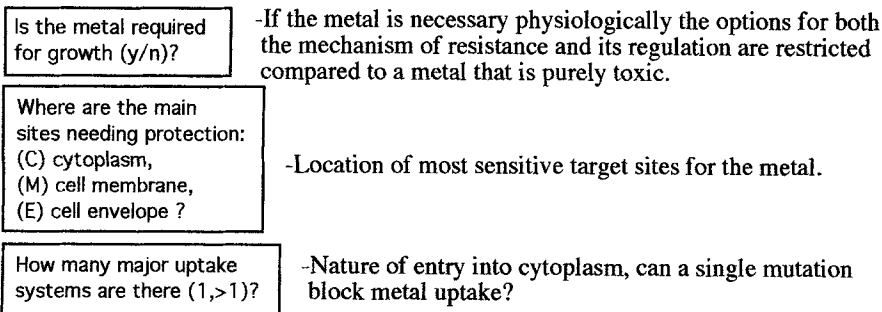 Is the metal required
for growth (y/n)?
-If the metal is necessary physiologically the options for both
the mechanism of resistance and its regulation are restricted
compared to a metal that is purely toxic.
Where are the main
sites needing protection:
(C) cytoplasm,
(M) cell membrane,
(E) cell envelope ?
-Location of most sensitive target sites for the metal.
How many major uptake
systems are there (1,>1)?
-Nature of entry into cytoplasm, can a single mutation
block metal uptake?